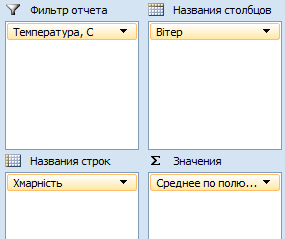 Фильтр отчета
Названия столбцов
Температура, С
Вітер
Названия строк
Σ Значения
Хмарність
Среднее по полю...